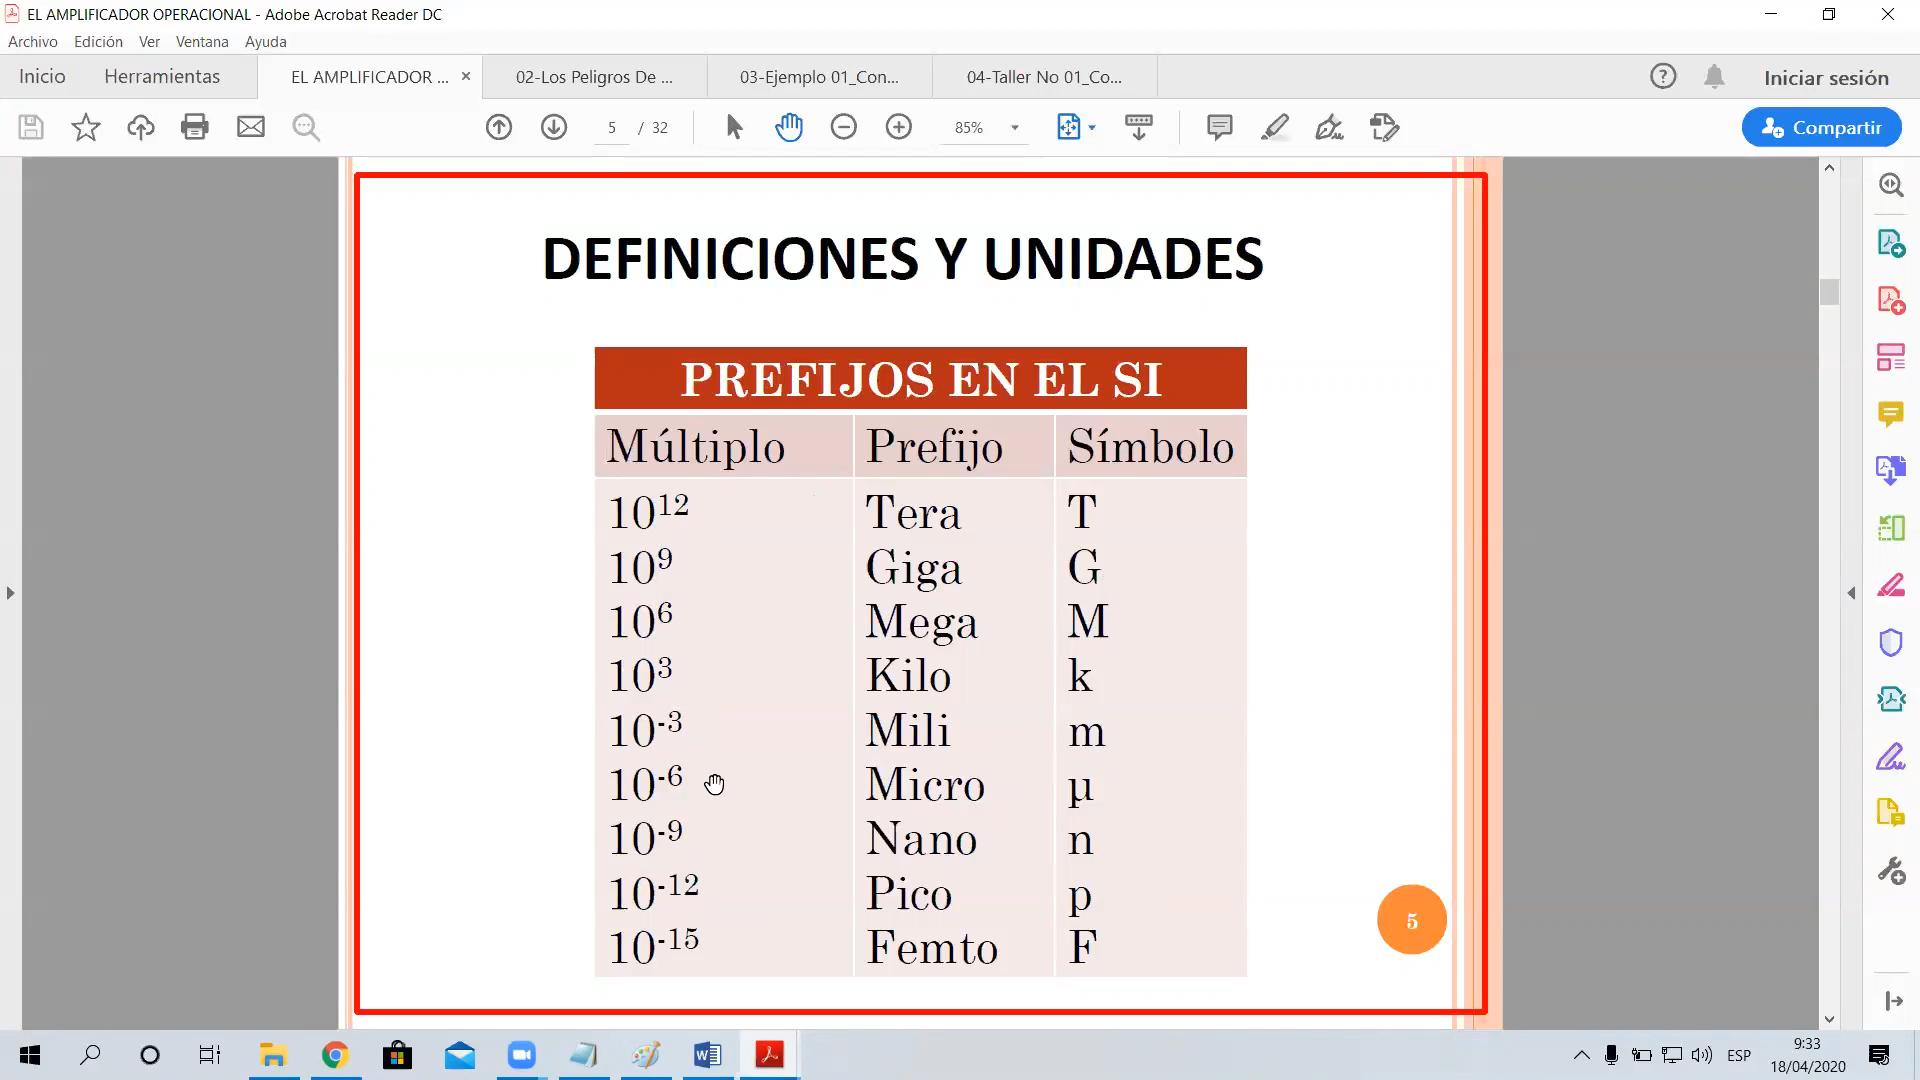 EL AMPLIFICADOR OPERACIONAL - Adobe Acrobat Reader DC
Archivo Edición Ver Ventana Ayuda
Inicio Herramientas EL AMPLIFICADOR ... × 02-Los Peligros De ... 03-Ejemplo 01_Con... 04-Taller No 01_Co... Iniciar sesión
5 / 32 85% Compartir
DEFINICIONES Y UNIDADES
PREFIJOS EN EL SI
Múltiplo Prefijo Símbolo
10¹² Tera T
10⁹ Giga G
10⁶ Mega M
10³ Kilo k
10⁻³ Mili m
10⁻⁶ Micro µ
10⁻⁹ Nano n
10⁻¹² Pico p
10⁻¹⁵ Femto F
5
ESP 9:33
18/04/2020